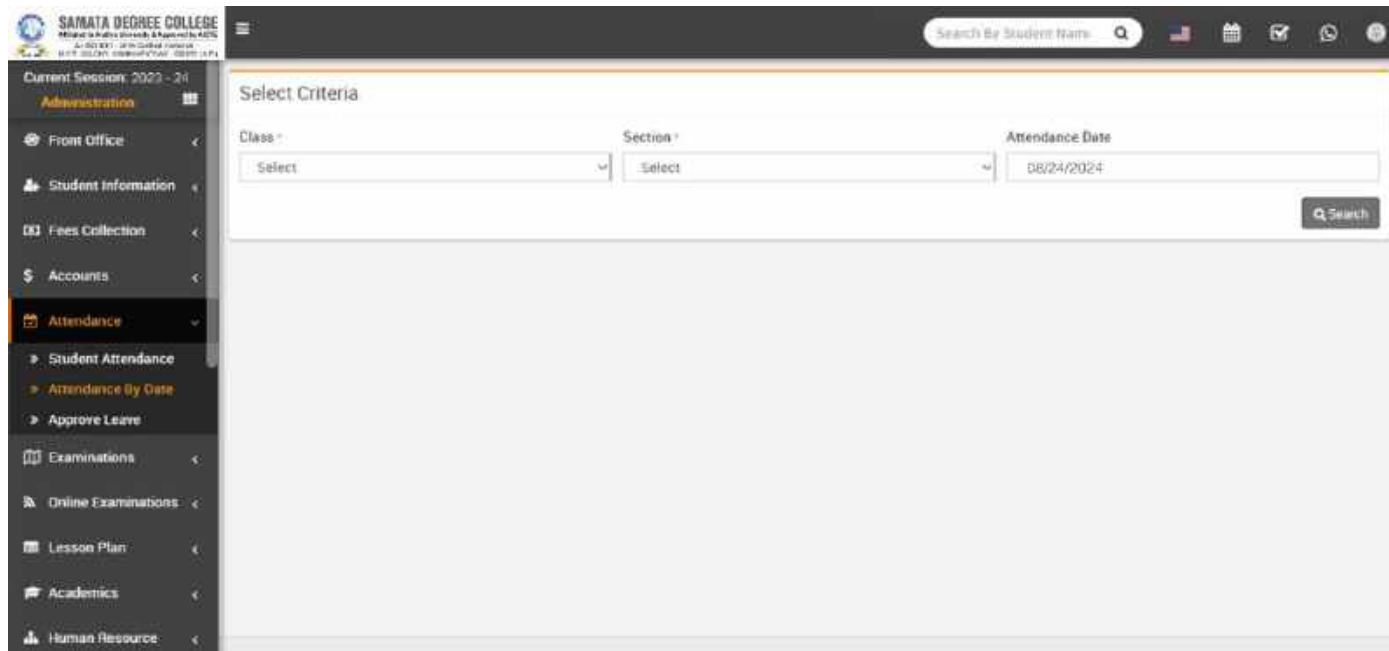 SAMATA DEGREE COLLEGE
Search By Student Name
Current Session: 2023 - 24
Administration
Select Criteria
Front Office
Class *
Section *
Attendance Date
Select
Select
08/24/2024
Student Information
Search
Fees Collection
$ Accounts
Attendance
» Student Attendance
» Attendance By Date
» Approve Leave
Examinations
Online Examinations
Lesson Plan
Academics
Human Resource